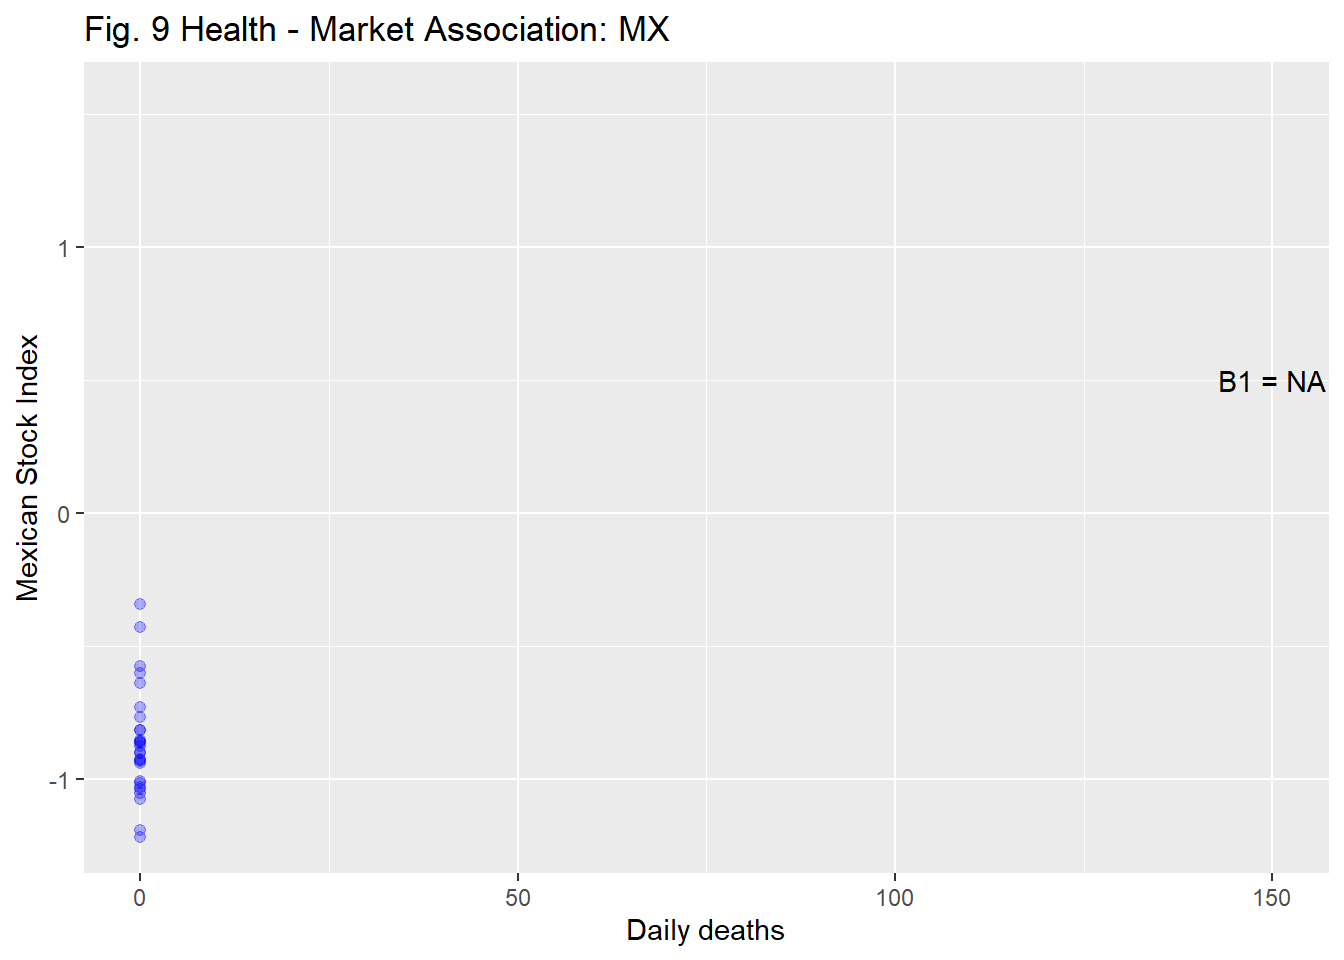 Fig. 9 Health - Market Association: MX
Mexican Stock Index
1
0
-1
B1 = NA
0
50
100
150
Daily deaths